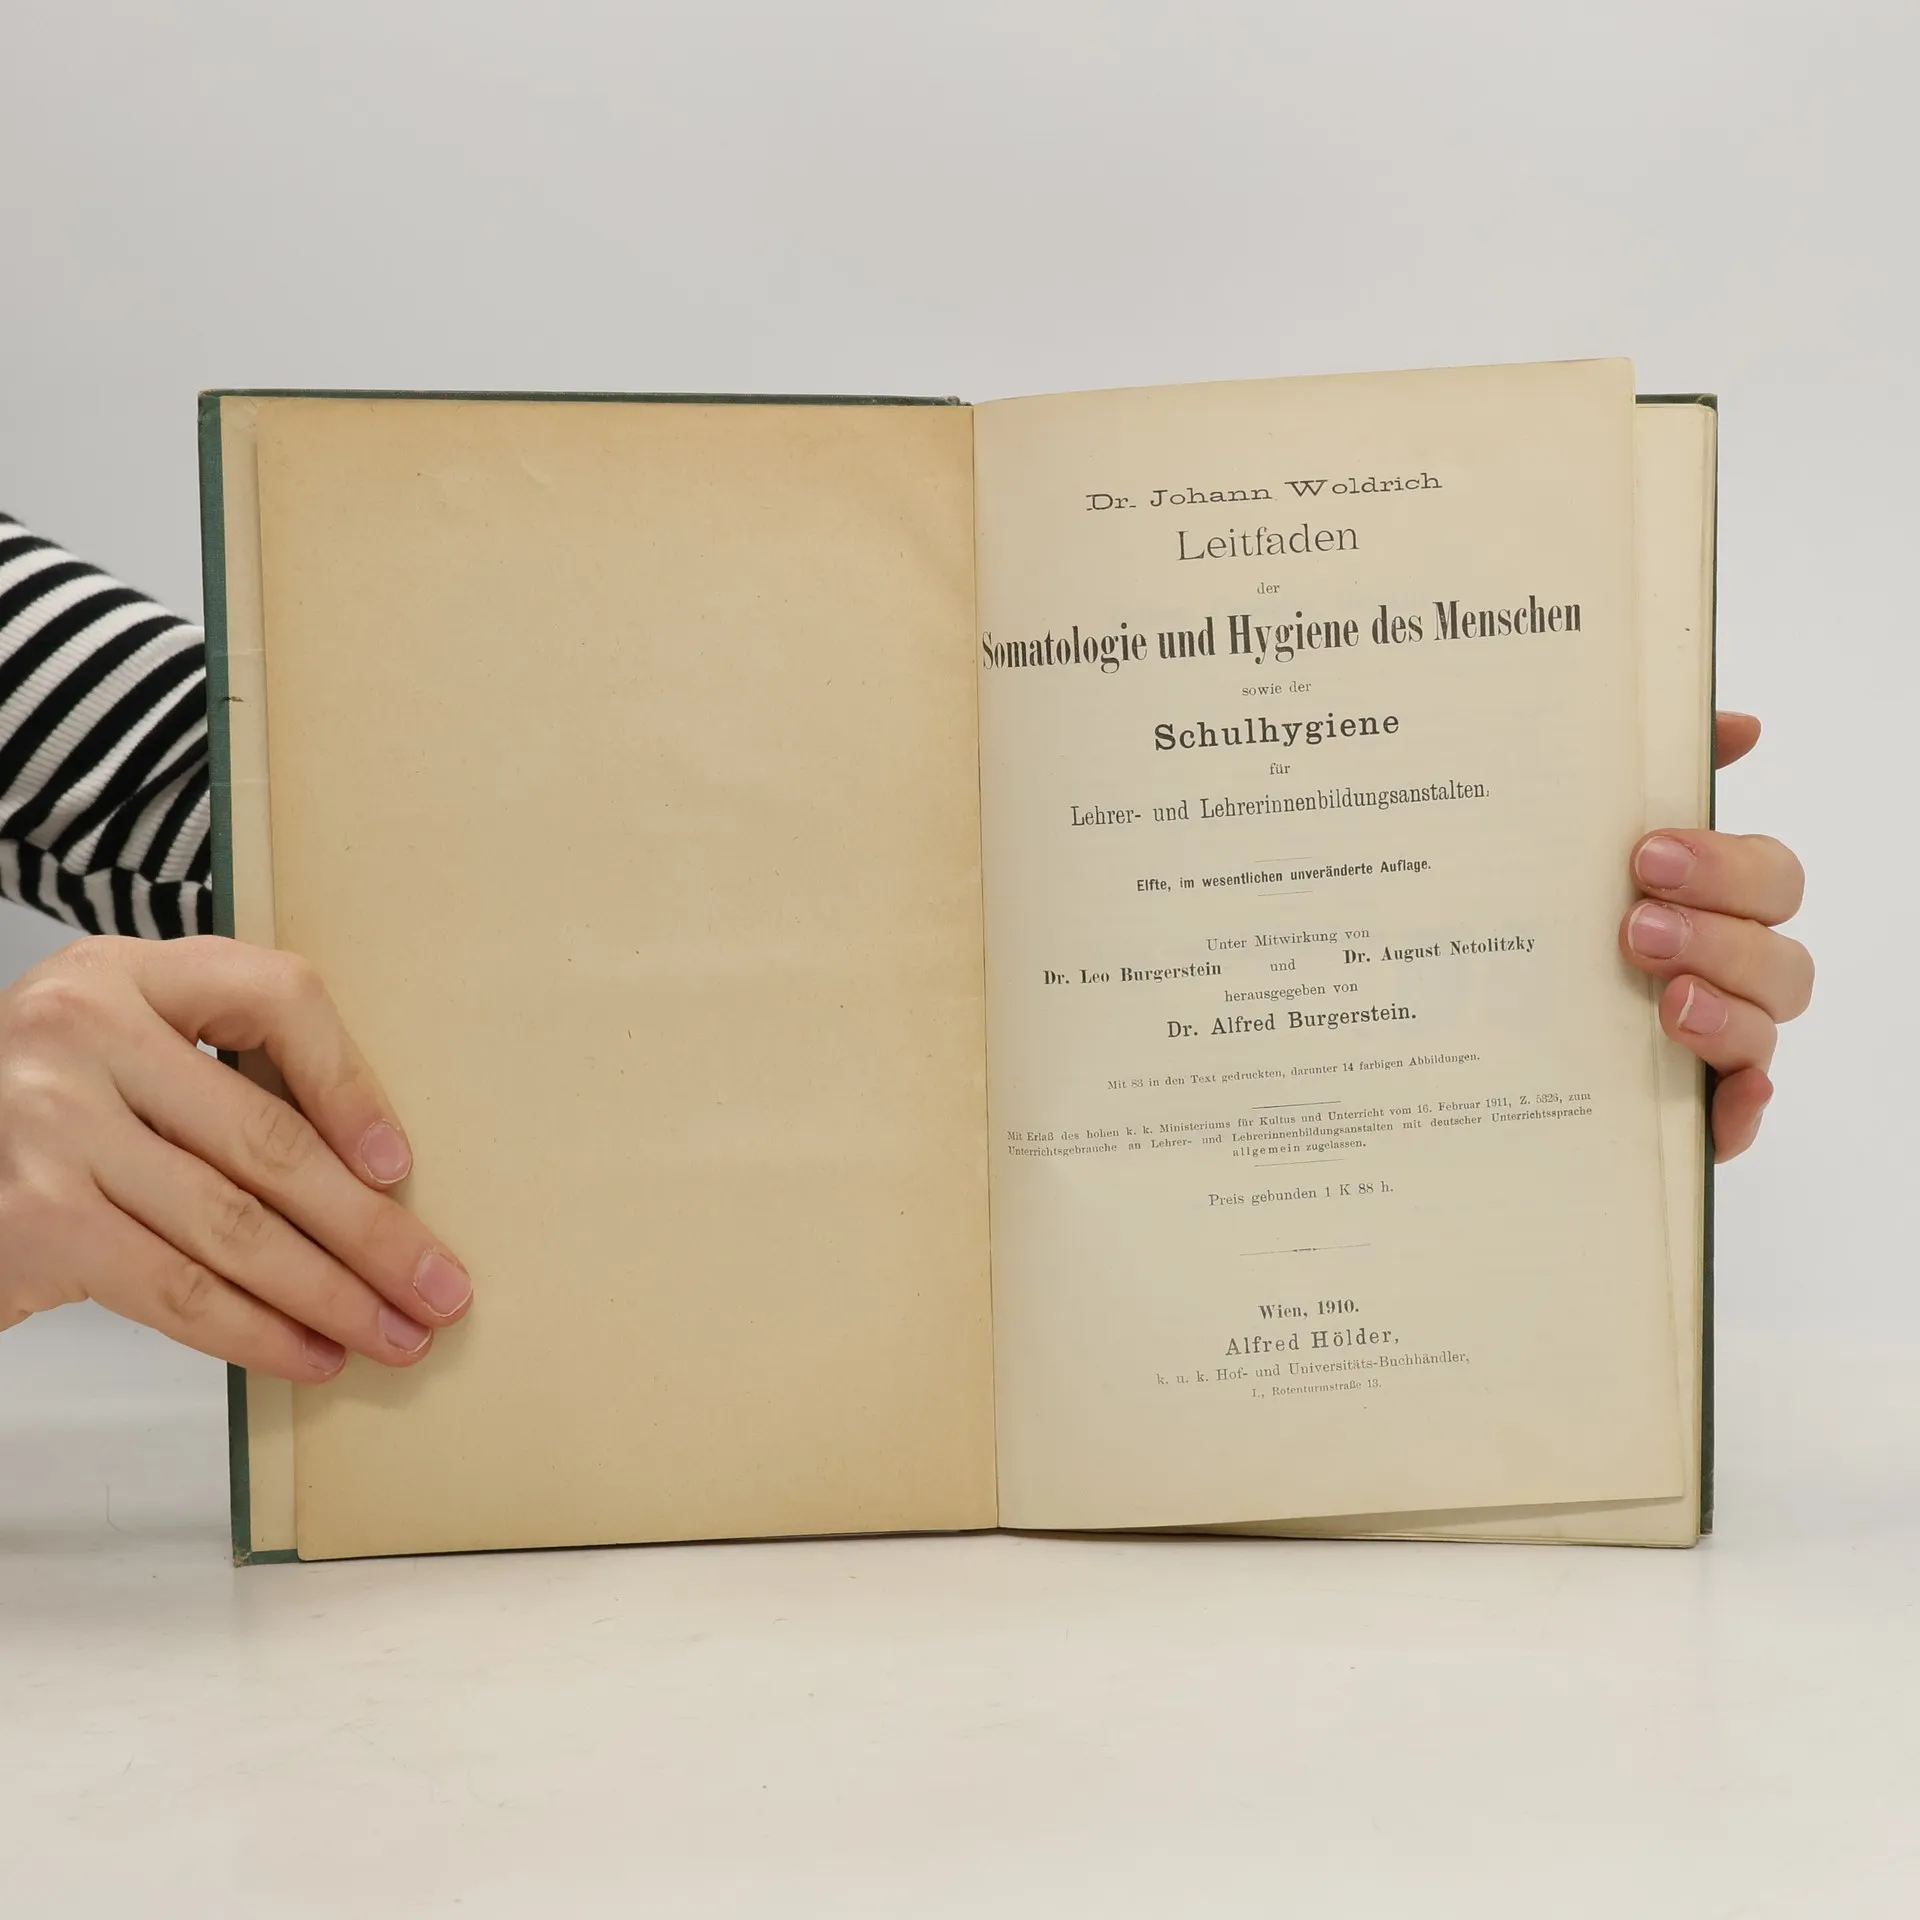 Dr. Johann Woldrich
Leitfaden
der
Somatologie und Hygiene des Menschen
sowie der
Schulhygiene
für
Lehrer- und Lehrerinnenbildungsanstalten.
Elfte, im wesentlichen unveränderte Auflage.
Unter Mitwirkung von
Dr. Leo Burgerstein und Dr. August Netolitzky
herausgegeben von
Dr. Alfred Burgerstein.
Mit 83 in den Text gedruckten, darunter 14 farbigen Abbildungen.
Mit Erlaß des hohen k. k. Ministeriums für Kultus und Unterricht vom 16. Februar 1911, Z. 5326, zum
Unterrichtsgebrauche an Lehrer- und Lehrerinnenbildungsanstalten mit deutscher Unterrichtssprache
allgemein zugelassen.
Preis gebunden 1 K 88 h.
Wien, 1910.
Alfred Hölder,
k. u. k. Hof- und Universitäts-Buchhändler,
I., Rotenturmstraße 13.